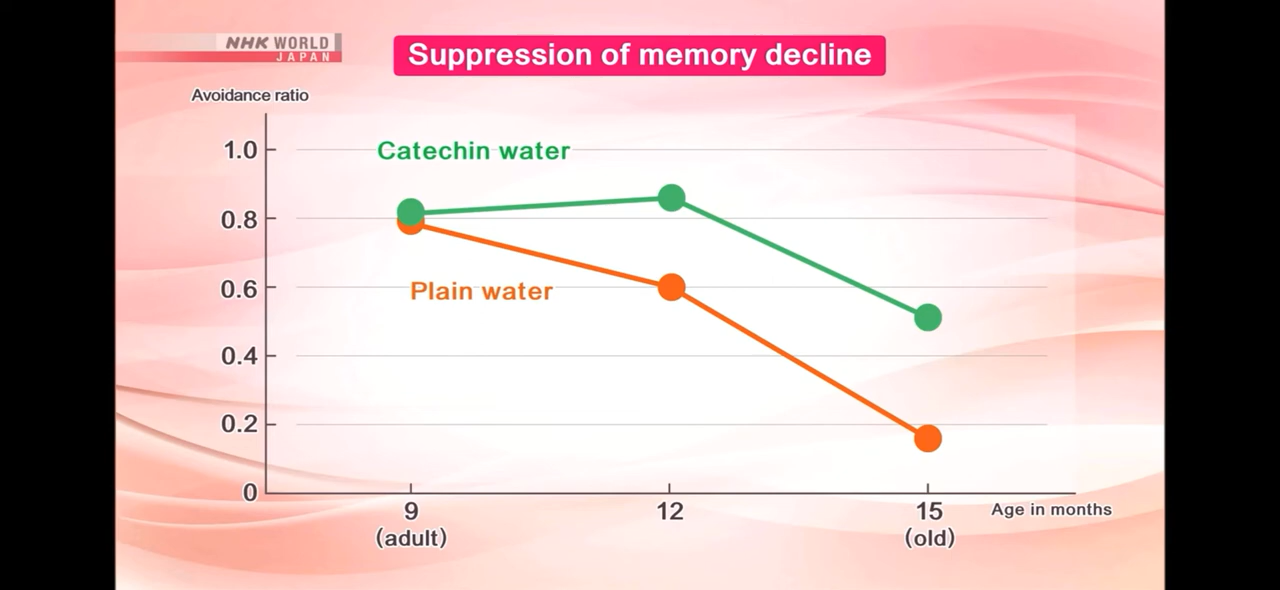 NHK WORLD
JAPAN
Suppression of memory decline
Avoidance ratio
1.0
0.8
0.6
0.4
0.2
0
Catechin water
Plain water
9
12
15
Age in months
(adult)
(old)